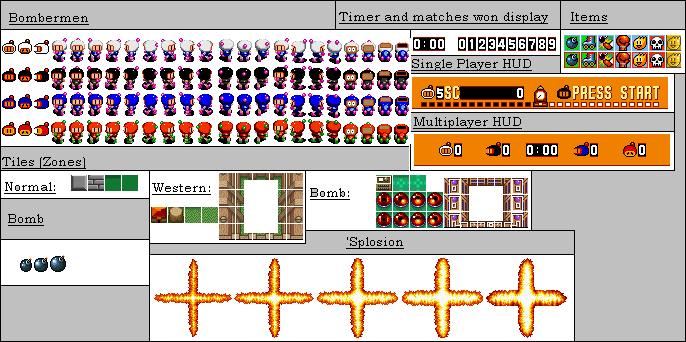 Bombermen
Timer and matches won display
Items
0:00 0123456789
Single Player HUD
5SC 0 PRESS START
Multiplayer HUD
0 0 0:00 0 0
Tiles (Zones)
Normal:
Western:
Bomb:
Bomb
'Splosion